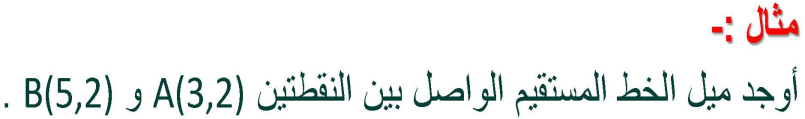 مثال :-
أوجد ميل الخط المستقيم الواصل بين النقطتين A(3,2) و B(5,2) .